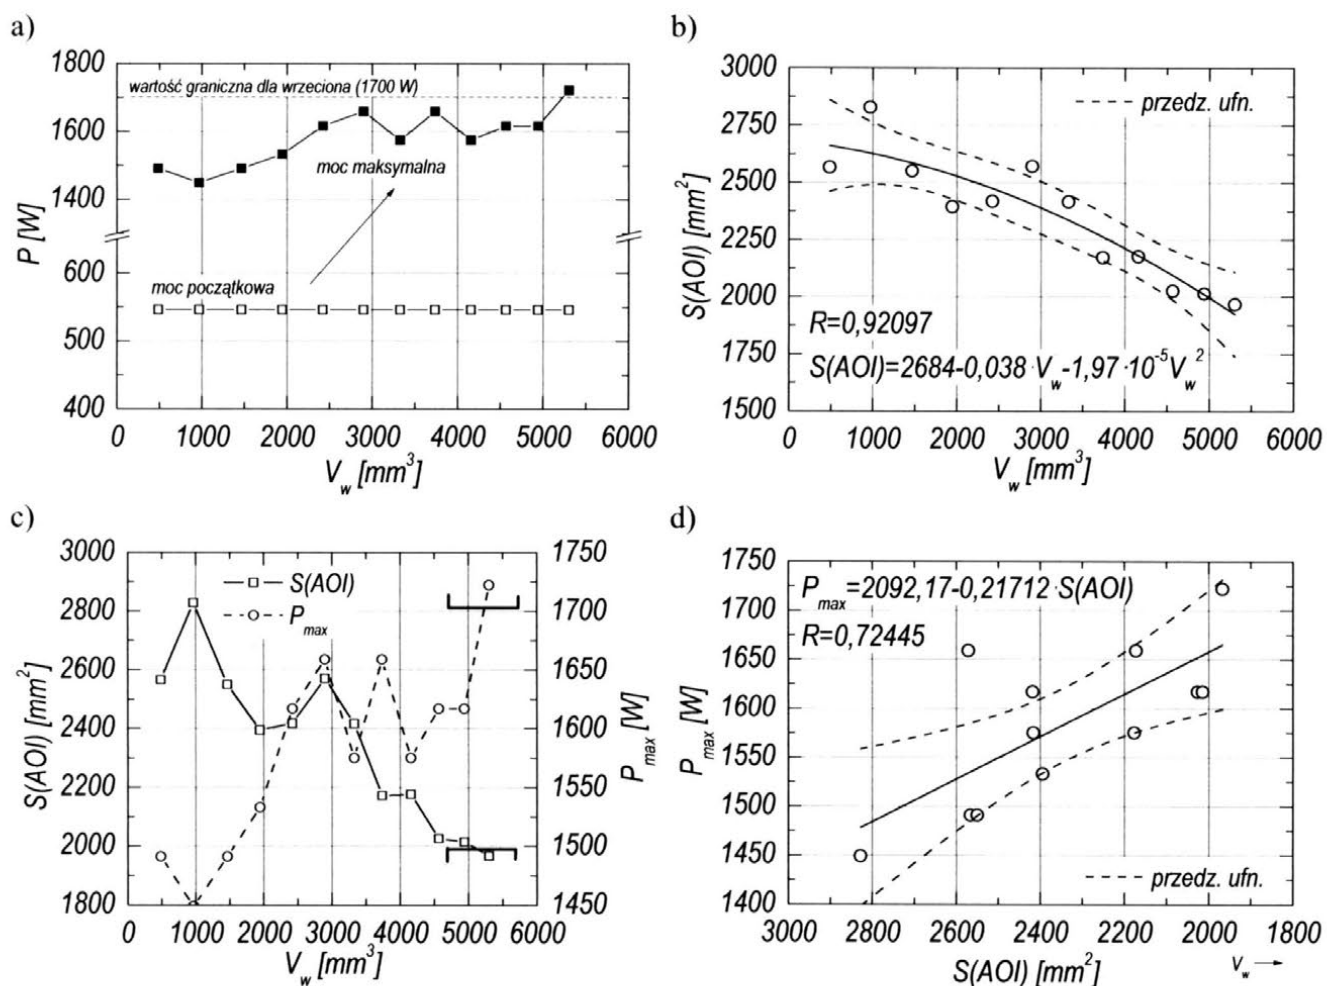 a)
1800
wartość graniczna dla wrzeciona (1700 W)
1600
moc maksymalna
1400
P [W]
600
moc początkowa
500
400
0 1000 2000 3000 4000 5000 6000
V_w [mm³]
b)
3000
przedz. ufn.
2750
2500
S(AOI) [mm²]
2250
2000
R=0,92097
1750
S(AOI)=2684-0,038·V_w-1,97·10⁻⁵V_w²
1500
0 1000 2000 3000 4000 5000 6000
V_w [mm³]
c)
3000 1750
S(AOI)
2800 1700
P_max
2600 1650
S(AOI) [mm²]
2400 1600
P_max [W]
2200 1550
2000 1500
1800 1450
0 1000 2000 3000 4000 5000 6000
V_w [mm³]
d)
1750
P_max=2092,17-0,21712·S(AOI)
1700
R=0,72445
1650
1600
P_max [W]
1550
1500
1450
przedz. ufn.
1400
3000 2800 2600 2400 2200 2000 1800
S(AOI) [mm²]
V_w →